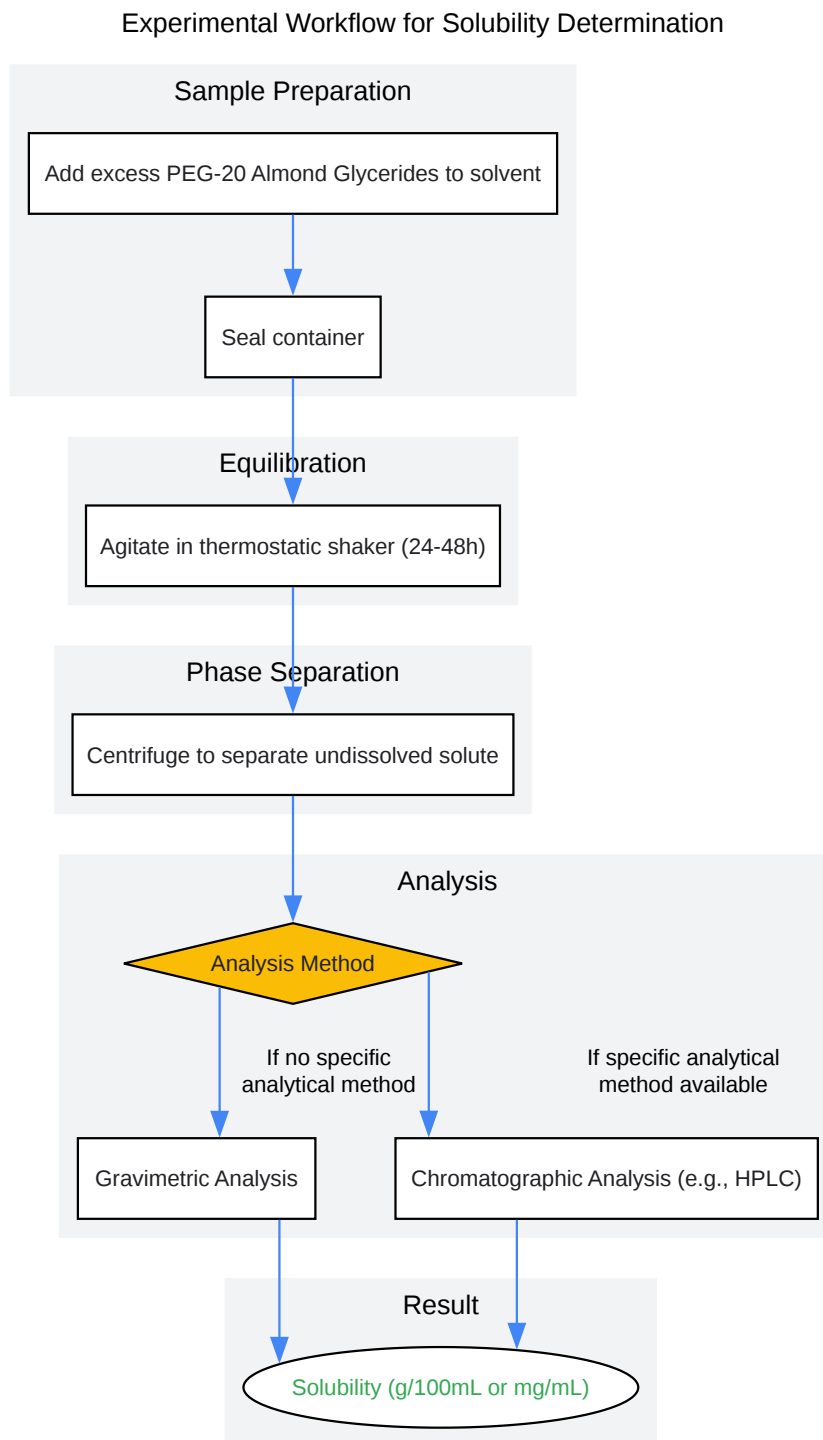 Experimental Workflow for Solubility Determination
Sample Preparation
Add excess PEG-20 Almond Glycerides to solvent
Seal container
Equilibration
Agitate in thermostatic shaker (24-48h)
Phase Separation
Centrifuge to separate undissolved solute
Analysis
Analysis Method
If no specific
analytical method
If specific analytical
method available
Gravimetric Analysis
Chromatographic Analysis (e.g., HPLC)
Result
Solubility (g/100mL or mg/mL)